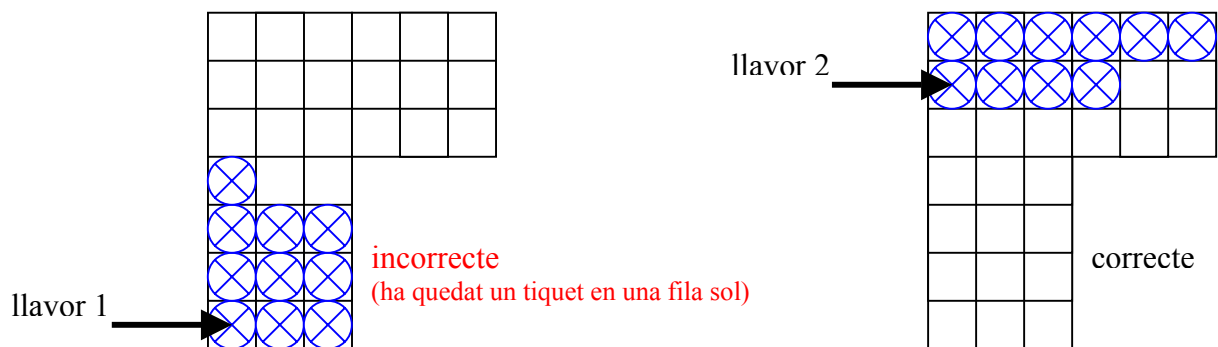 llavor 2
incorrecte
(ha quedat un tiquet en una fila sol)
correcte
llavor 1